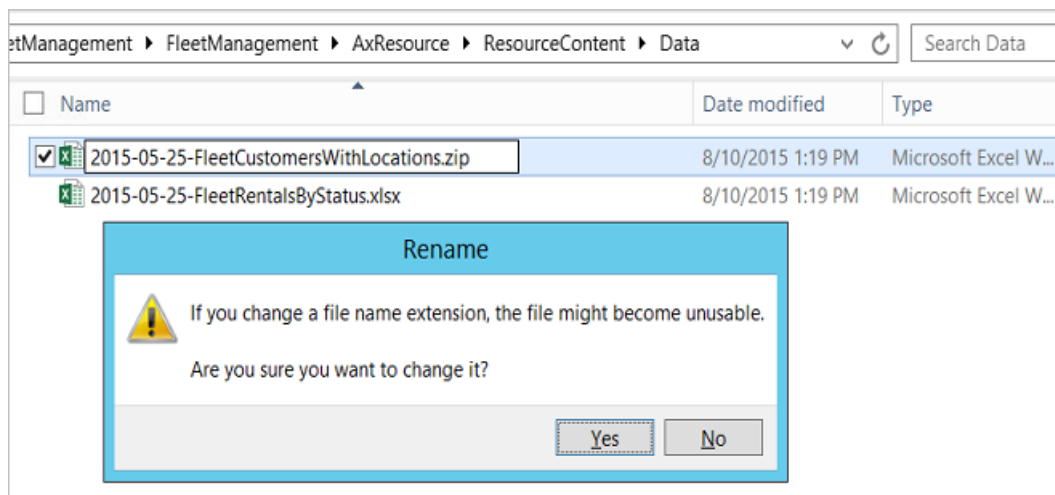 etManagement ▸ FleetManagement ▸ AxResource ▸ ResourceContent ▸ Data Search Data
Name Date modified Type
2015-05-25-FleetCustomersWithLocations.zip 8/10/2015 1:19 PM Microsoft Excel W...
2015-05-25-FleetRentalsByStatus.xlsx 8/10/2015 1:19 PM Microsoft Excel W...
Rename
If you change a file name extension, the file might become unusable.
Are you sure you want to change it?
Yes No